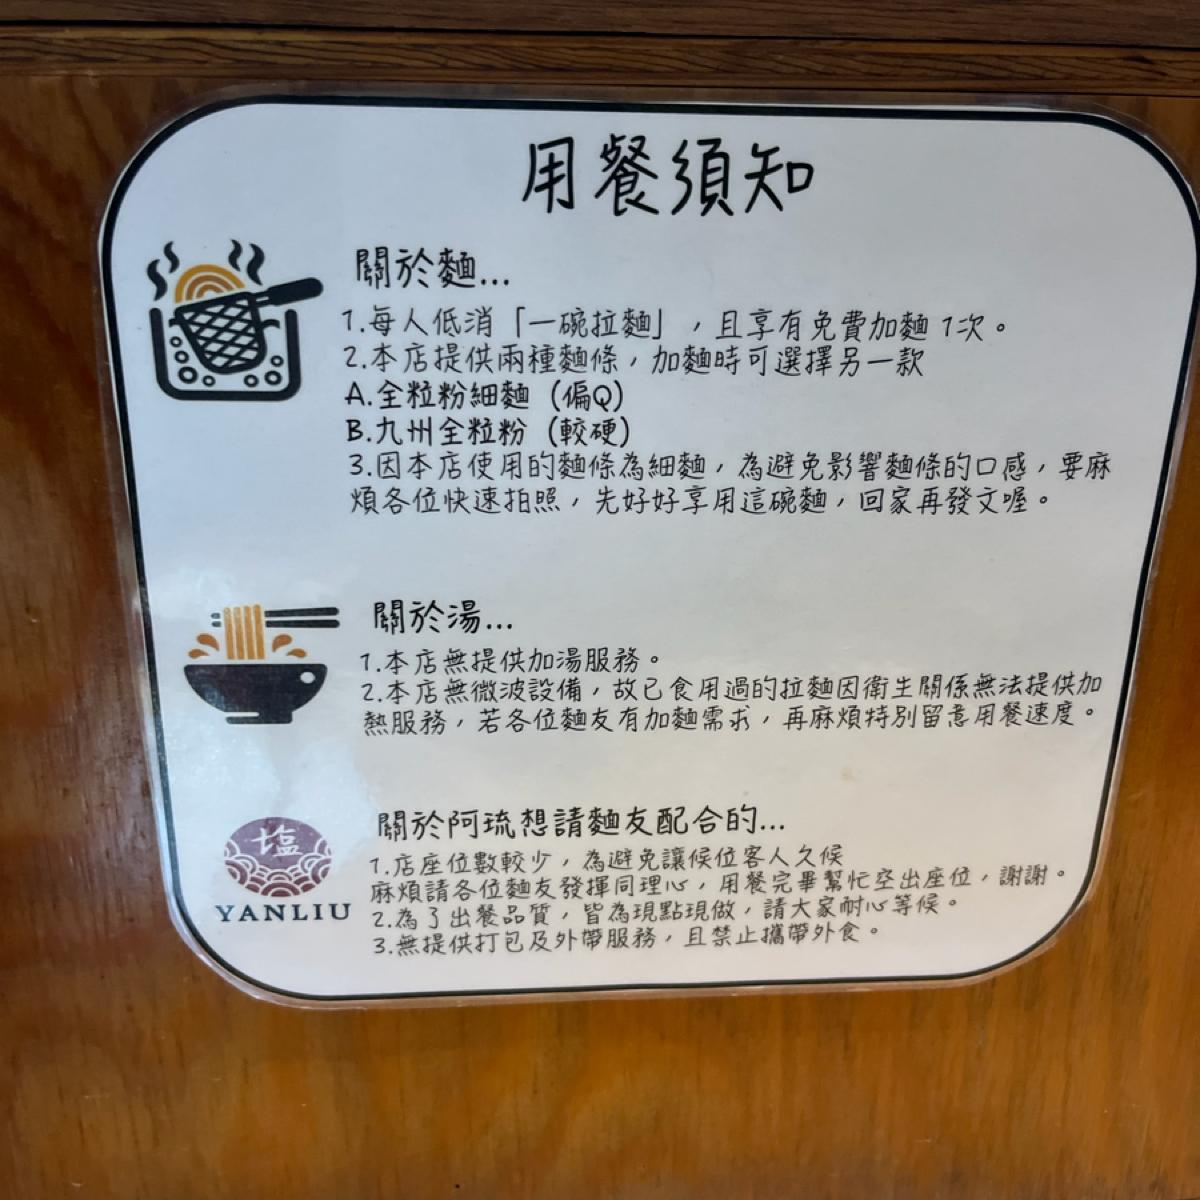 用餐須知
關於麵...
1.每人低消「一碗拉麵」，且享有免費加麵 1次。
2.本店提供兩種麵條，加麵時可選擇另一款
A.全粒粉細麵（偏Q）
B.九州全粒粉（較硬）
3.因本店使用的麵條為細麵，為避免影響麵條的口感，要麻
煩各位快速拍照，先好好享用這碗麵，回家再發文喔。
關於湯...
1.本店無提供加湯服務。
2.本店無微波設備，故已食用過的拉麵因衛生關係無法提供加
熱服務，若各位麵友有加麵需求，再麻煩特別留意用餐速度。
塩
YANLIU
關於阿琉想請麵友配合的...
1.店座位數較少，為避免讓候位客人久候
麻煩請各位麵友發揮同理心，用餐完畢幫忙空出座位，謝謝。
2.為了出餐品質，皆為現點現做，請大家耐心等候。
3.無提供打包及外帶服務，且禁止攜帶外食。